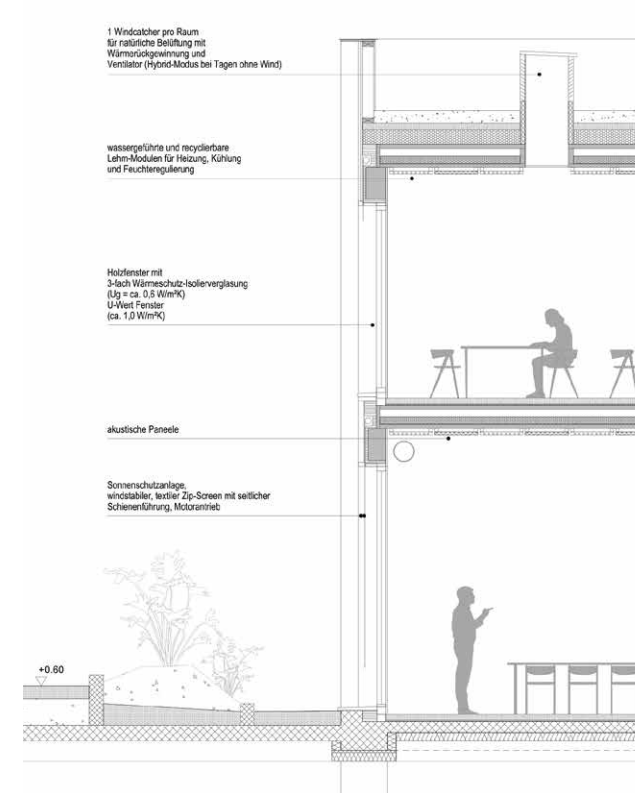 1 Windcatcher pro Raum
für natürliche Belüftung mit
Wärmerückgewinnung und
Ventilator (Hybrid-Modus bei Tagen ohne Wind)
wassergeführte und recyclierbare
Lehm-Modulen für Heizung, Kühlung
und Feuchteregulierung
Holzfenster mit
3-fach Wärmeschutz-Isolierverglasung
(Ug = ca. 0,6 W/m²K)
U-Wert Fenster
(ca. 1,0 W/m²K)
akustische Paneele
Sonnenschutzanlage,
windstabiler, textiler Zip-Screen mit seitlicher
Schienenführung, Motorantrieb
+0.60